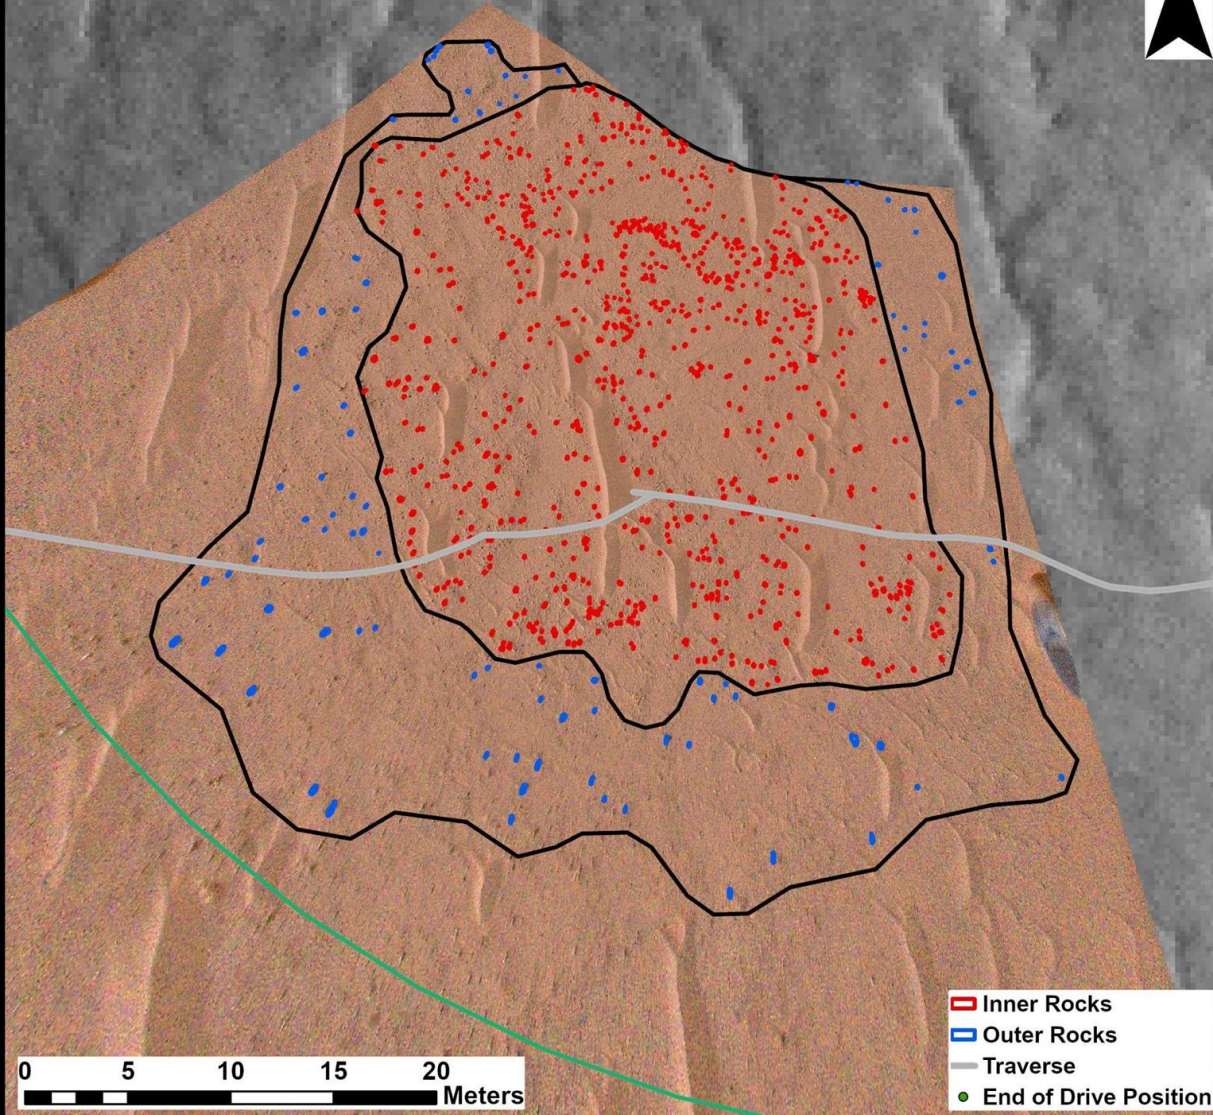 Inner Rocks
Outer Rocks
Traverse
End of Drive Position
0 5 10 15 20
Meters